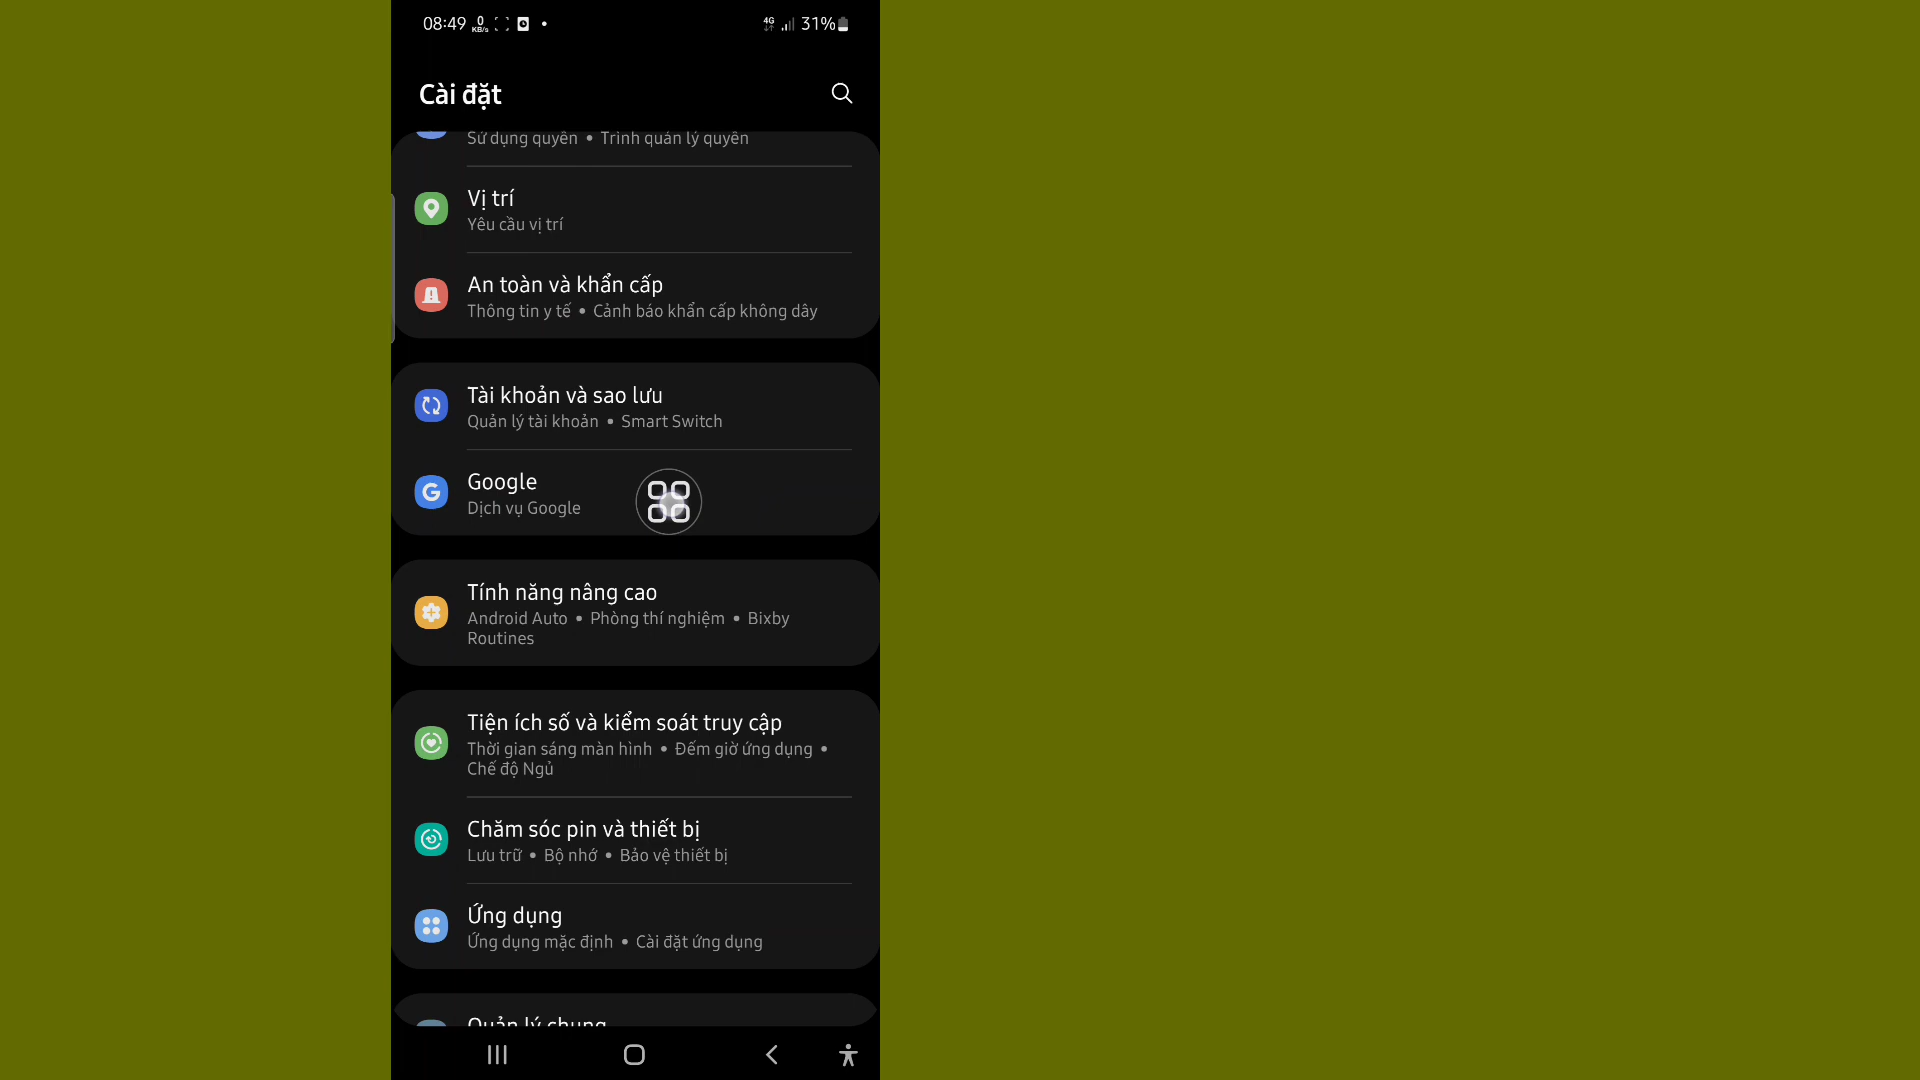 08:49 0 KB/s 4G 31%
Cài đặt
Sử dụng quyền • Trình quản lý quyền
Vị trí
Yêu cầu vị trí
An toàn và khẩn cấp
Thông tin y tế • Cảnh báo khẩn cấp không dây
Tài khoản và sao lưu
Quản lý tài khoản • Smart Switch
Google
Dịch vụ Google
Tính năng nâng cao
Android Auto • Phòng thí nghiệm • Bixby
Routines
Tiện ích số và kiểm soát truy cập
Thời gian sáng màn hình • Đếm giờ ứng dụng •
Chế độ Ngủ
Chăm sóc pin và thiết bị
Lưu trữ • Bộ nhớ • Bảo vệ thiết bị
Ứng dụng
Ứng dụng mặc định • Cài đặt ứng dụng
Quản lý chung